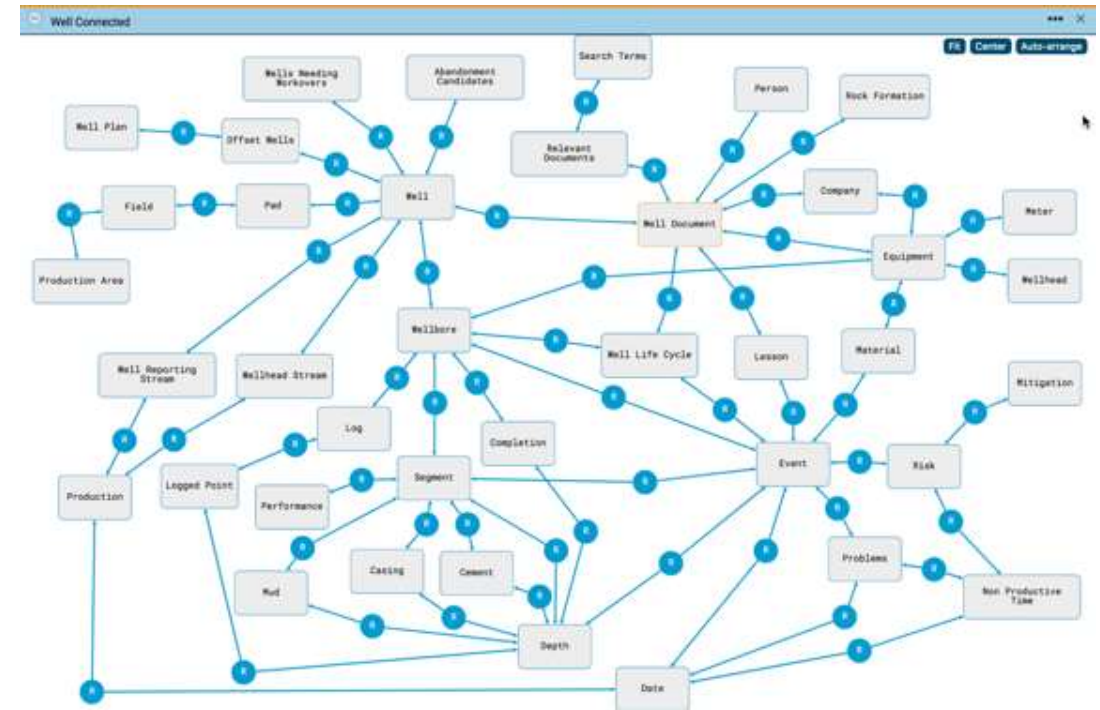 Well Connected
Fit
Center
Auto-arrange
Search Terms
Wells Needing
Workovers
Abandonment
Candidates
Person
Rock Formation
Well Plan
Offset Wells
Relevant
Documents
Field
Pad
Well
Company
Well Document
Meter
Equipment
Production Area
Wellhead
Wellbore
Well Life Cycle
Lesson
Material
Well Reporting
Stream
Wellhead Stream
Mitigation
Log
Completion
Event
Risk
Production
Logged Point
Segment
Performance
Casing
Cement
Problems
Mud
Non Productive
Time
Depth
Date